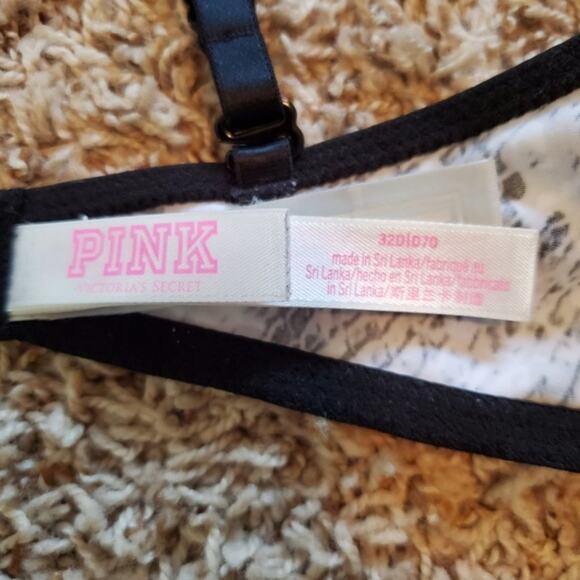 PINK
VICTORIA'S SECRET
32D|D70
made in Sri Lanka/fabriqué au
Sri Lanka/hecho en Sri Lanka/fabbricato
in Sri Lanka/斯里兰卡制造